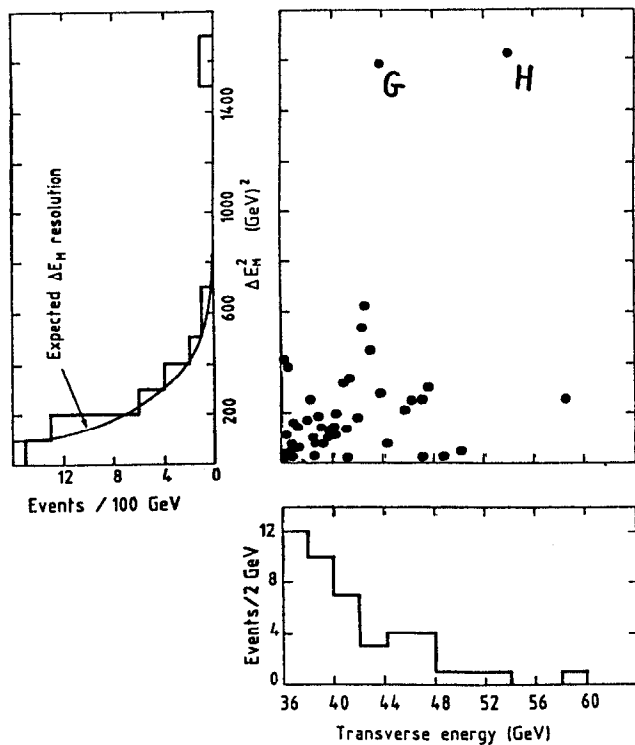 G
H
Expected ΔE_M resolution
1400
1000
600
200
ΔE_M^2 (GeV)^2
12 8 4 0
Events / 100 GeV
12
8
4
0
Events/2 GeV
36 40 44 48 52 56 60
Transverse energy (GeV)